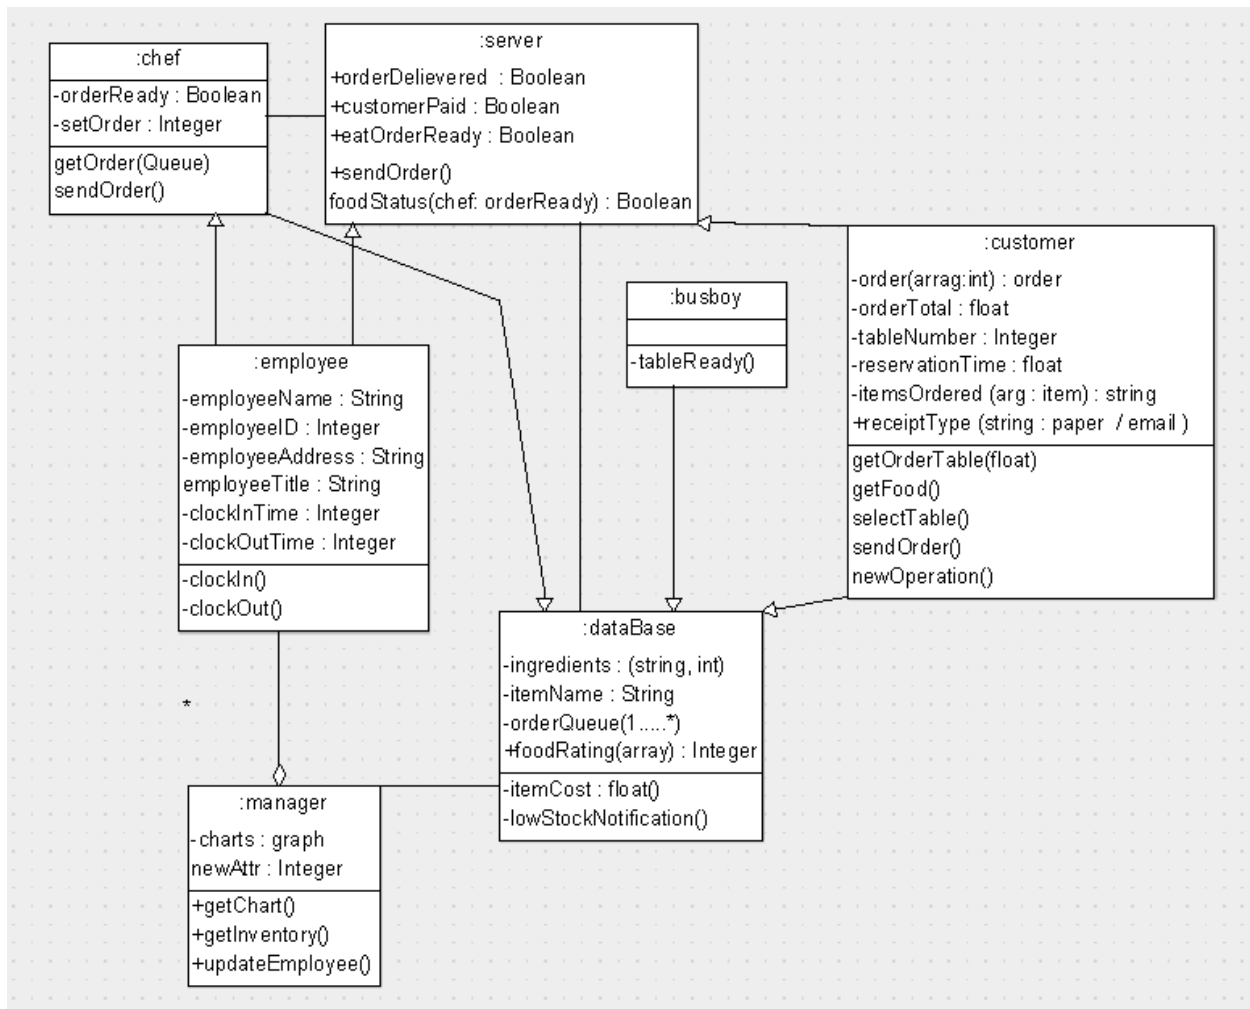 :chef
-orderReady : Boolean
-setOrder : Integer
getOrder(Queue)
sendOrder()
:server
+orderDelievered : Boolean
+customerPaid : Boolean
+eatOrderReady : Boolean
+sendOrder()
foodStatus(chef: orderReady) : Boolean
:customer
-order(arrag:int) : order
-orderTotal : float
-tableNumber : Integer
-reservationTime : float
-itemsOrdered (arg : item) : string
+receiptType (string : paper / email )
getOrderTable(float)
getFood()
selectTable()
sendOrder()
newOperation()
:busboy
-tableReady()
:employee
-employeeName : String
-employeeID : Integer
-employeeAddress : String
employeeTitle : String
-clockInTime : Integer
-clockOutTime : Integer
-clockIn()
-clockOut()
*
:dataBase
-ingredients : (string, int)
-itemName : String
-orderQueue(1.....*)
+foodRating(array) : Integer
-itemCost : float()
-lowStockNotification()
:manager
-charts : graph
newAttr : Integer
+getChart()
+getInventory()
+updateEmployee()